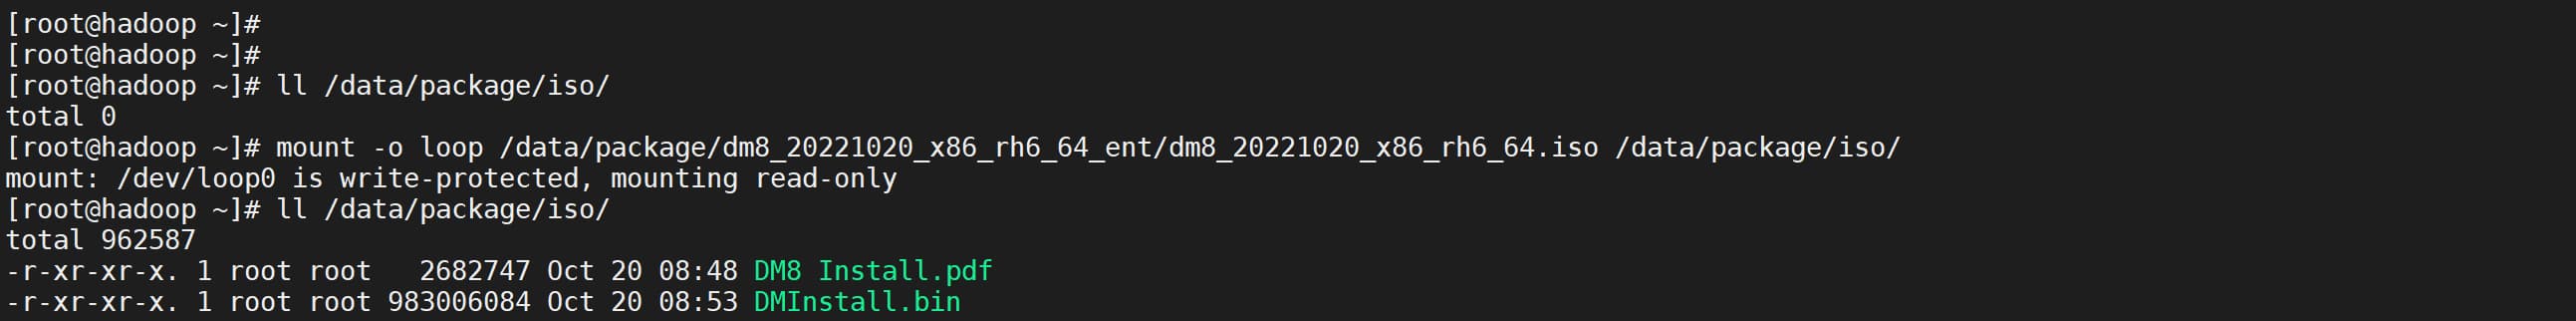 [root@hadoop ~]#
[root@hadoop ~]#
[root@hadoop ~]# ll /data/package/iso/
total 0
[root@hadoop ~]# mount -o loop /data/package/dm8_20221020_x86_rh6_64_ent/dm8_20221020_x86_rh6_64.iso /data/package/iso/
mount: /dev/loop0 is write-protected, mounting read-only
[root@hadoop ~]# ll /data/package/iso/
total 962587
-r-xr-xr-x. 1 root root   2682747 Oct 20 08:48 DM8 Install.pdf
-r-xr-xr-x. 1 root root 983006084 Oct 20 08:53 DMInstall.bin